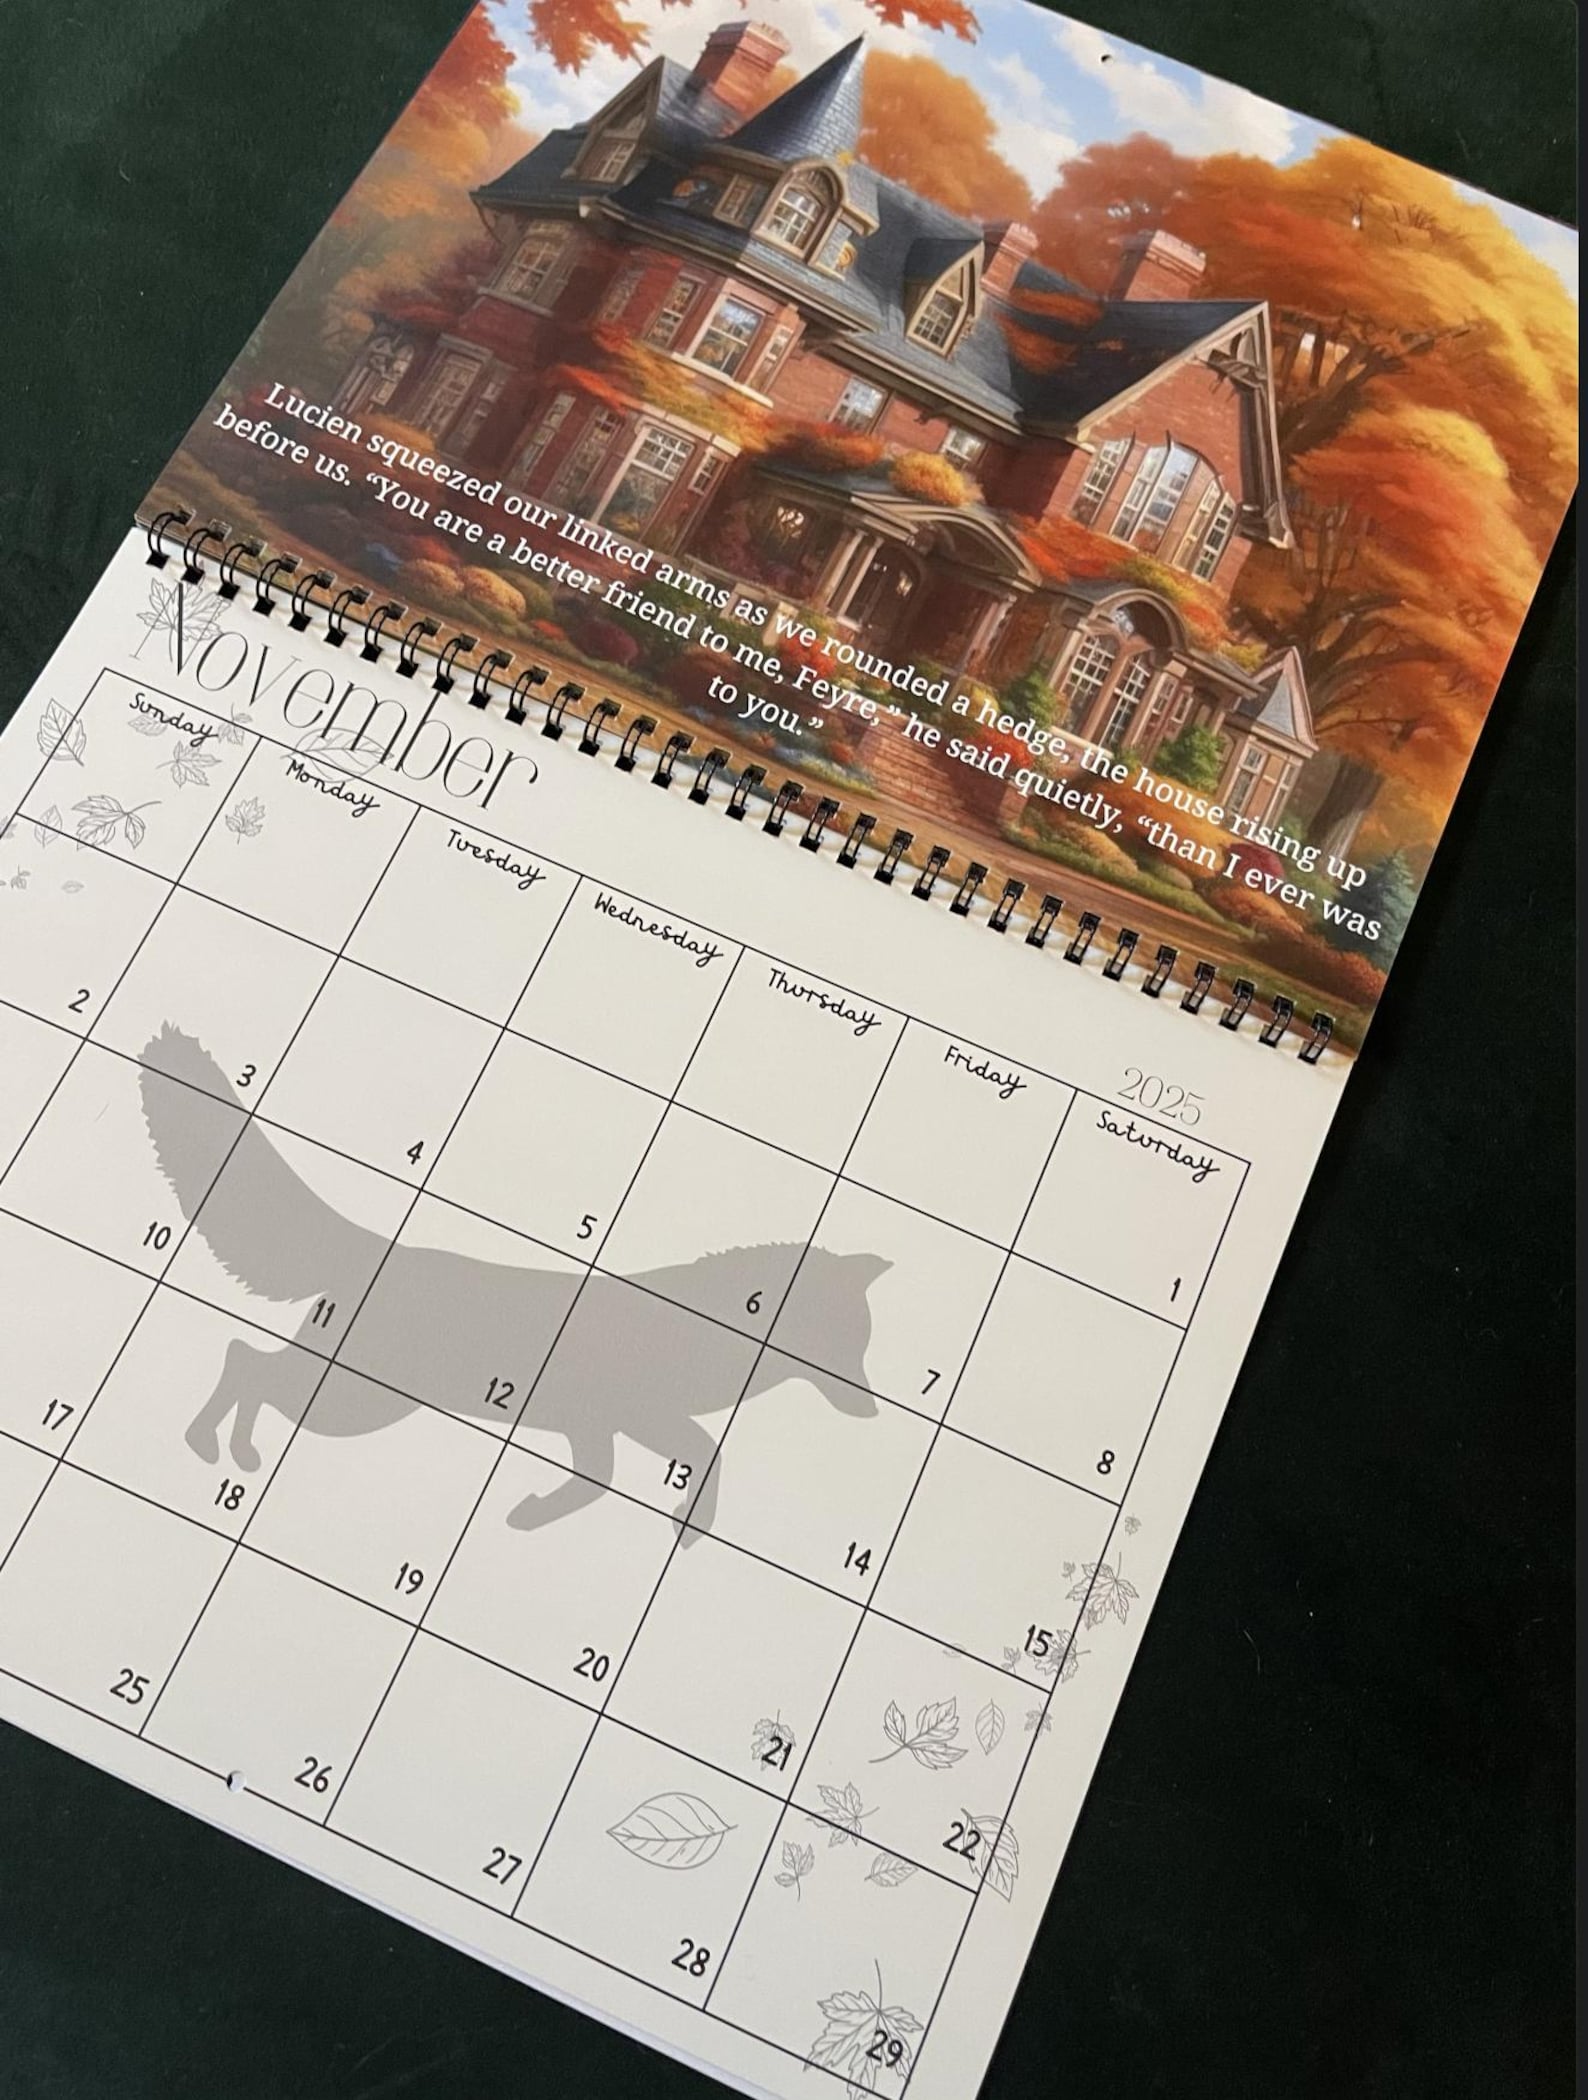 Lucien squeezed our linked arms as we rounded a hedge, the house rising up
before us. “You are a better friend to me, Feyre,” he said quietly, “than I ever was
to you.”
November
2025
Sunday Monday Tuesday Wednesday Thursday Friday Saturday
1
2 3 4 5 6 7 8
10 11 12 13 14 15
17 18 19 20 21 22
25 26 27 28 29